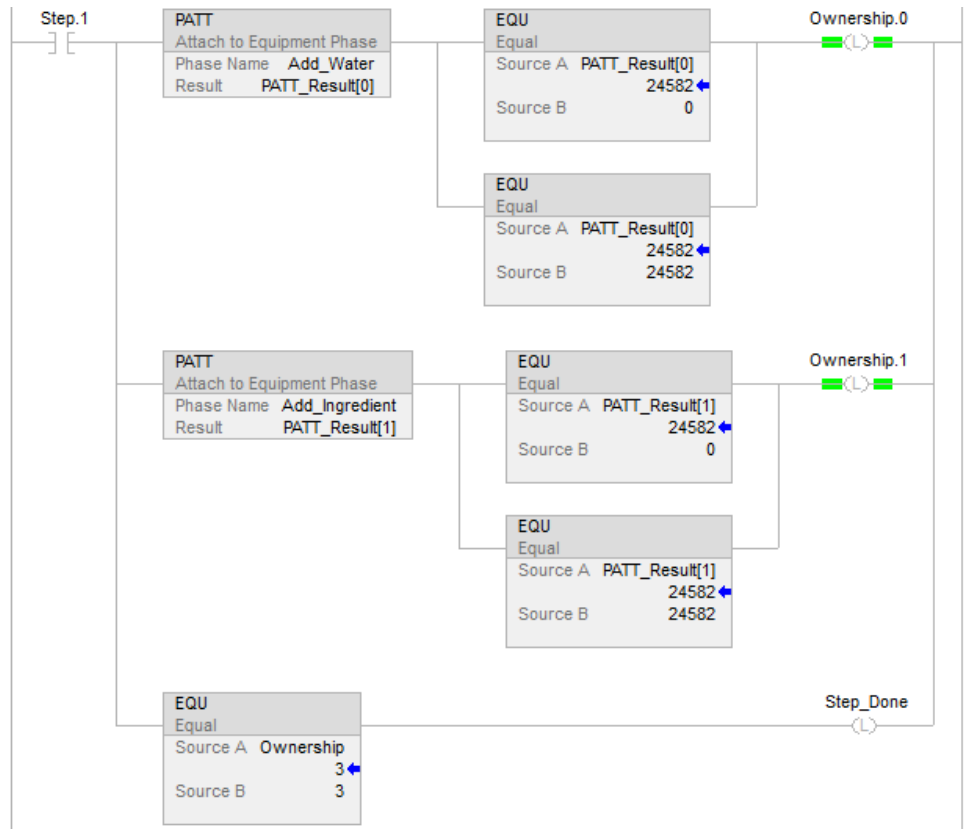 Step.1
PATT
Attach to Equipment Phase
Phase Name Add_Water
Result PATT_Result[0]
EQU
Equal
Source A PATT_Result[0]
24582
Source B 0
Ownership.0
L
EQU
Equal
Source A PATT_Result[0]
24582
Source B 24582
PATT
Attach to Equipment Phase
Phase Name Add_Ingredient
Result PATT_Result[1]
EQU
Equal
Source A PATT_Result[1]
24582
Source B 0
Ownership.1
L
EQU
Equal
Source A PATT_Result[1]
24582
Source B 24582
EQU
Equal
Source A Ownership
3
Source B 3
Step_Done
L